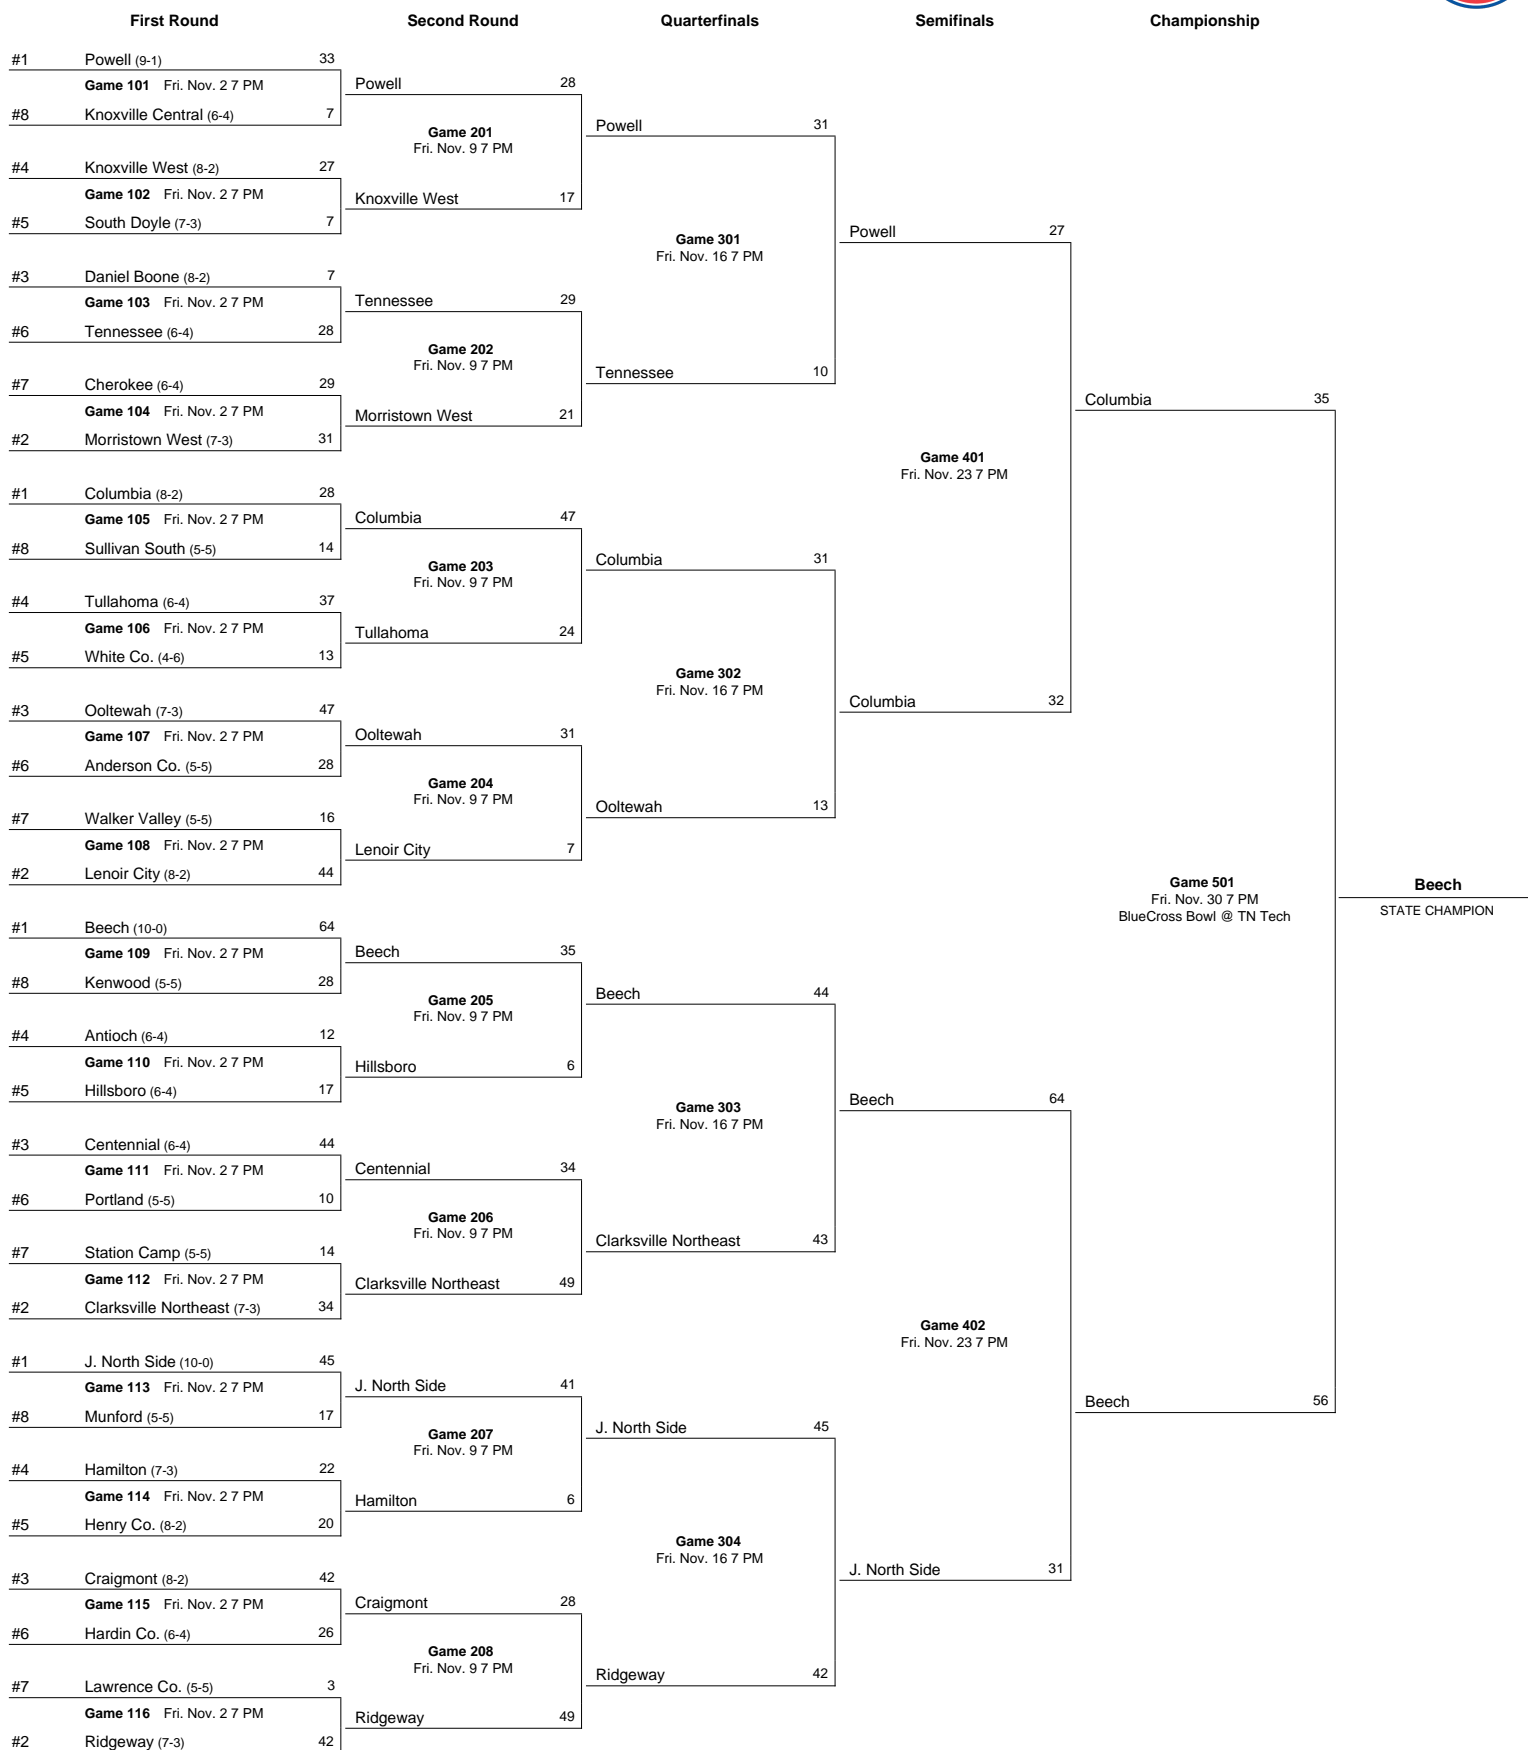 First Round Second Round Quarterfinals Semifinals Championship
#1 Powell (9-1) 33
Game 101 Fri. Nov. 2 7 PM
#8 Knoxville Central (6-4) 7
#4 Knoxville West (8-2) 27
Game 102 Fri. Nov. 2 7 PM
#5 South Doyle (7-3) 7
#3 Daniel Boone (8-2) 7
Game 103 Fri. Nov. 2 7 PM
#6 Tennessee (6-4) 28
#7 Cherokee (6-4) 29
Game 104 Fri. Nov. 2 7 PM
#2 Morristown West (7-3) 31
#1 Columbia (8-2) 28
Game 105 Fri. Nov. 2 7 PM
#8 Sullivan South (5-5) 14
#4 Tullahoma (6-4) 37
Game 106 Fri. Nov. 2 7 PM
#5 White Co. (4-6) 13
#3 Ooltewah (7-3) 47
Game 107 Fri. Nov. 2 7 PM
#6 Anderson Co. (5-5) 28
#7 Walker Valley (5-5) 16
Game 108 Fri. Nov. 2 7 PM
#2 Lenoir City (8-2) 44
#1 Beech (10-0) 64
Game 109 Fri. Nov. 2 7 PM
#8 Kenwood (5-5) 28
#4 Antioch (6-4) 12
Game 110 Fri. Nov. 2 7 PM
#5 Hillsboro (6-4) 17
#3 Centennial (6-4) 44
Game 111 Fri. Nov. 2 7 PM
#6 Portland (5-5) 10
#7 Station Camp (5-5) 14
Game 112 Fri. Nov. 2 7 PM
#2 Clarksville Northeast (7-3) 34
#1 J. North Side (10-0) 45
Game 113 Fri. Nov. 2 7 PM
#8 Munford (5-5) 17
#4 Hamilton (7-3) 22
Game 114 Fri. Nov. 2 7 PM
#5 Henry Co. (8-2) 20
#3 Craigmont (8-2) 42
Game 115 Fri. Nov. 2 7 PM
#6 Hardin Co. (6-4) 26
#7 Lawrence Co. (5-5) 3
Game 116 Fri. Nov. 2 7 PM
#2 Ridgeway (7-3) 42
Powell 28
Game 201
Fri. Nov. 9 7 PM
Knoxville West 17
Tennessee 29
Game 202
Fri. Nov. 9 7 PM
Morristown West 21
Columbia 47
Game 203
Fri. Nov. 9 7 PM
Tullahoma 24
Ooltewah 31
Game 204
Fri. Nov. 9 7 PM
Lenoir City 7
Beech 35
Game 205
Fri. Nov. 9 7 PM
Hillsboro 6
Centennial 34
Game 206
Fri. Nov. 9 7 PM
Clarksville Northeast 49
J. North Side 41
Game 207
Fri. Nov. 9 7 PM
Hamilton 6
Craigmont 28
Game 208
Fri. Nov. 9 7 PM
Ridgeway 49
Powell 31
Game 301
Fri. Nov. 16 7 PM
Tennessee 10
Columbia 31
Game 302
Fri. Nov. 16 7 PM
Ooltewah 13
Beech 44
Game 303
Fri. Nov. 16 7 PM
Clarksville Northeast 43
J. North Side 45
Game 304
Fri. Nov. 16 7 PM
Ridgeway 42
Powell 27
Game 401
Fri. Nov. 23 7 PM
Columbia 32
Beech 64
Game 402
Fri. Nov. 23 7 PM
J. North Side 31
Columbia 35
Game 501
Fri. Nov. 30 7 PM
BlueCross Bowl @ TN Tech
Beech 56
Beech
STATE CHAMPION